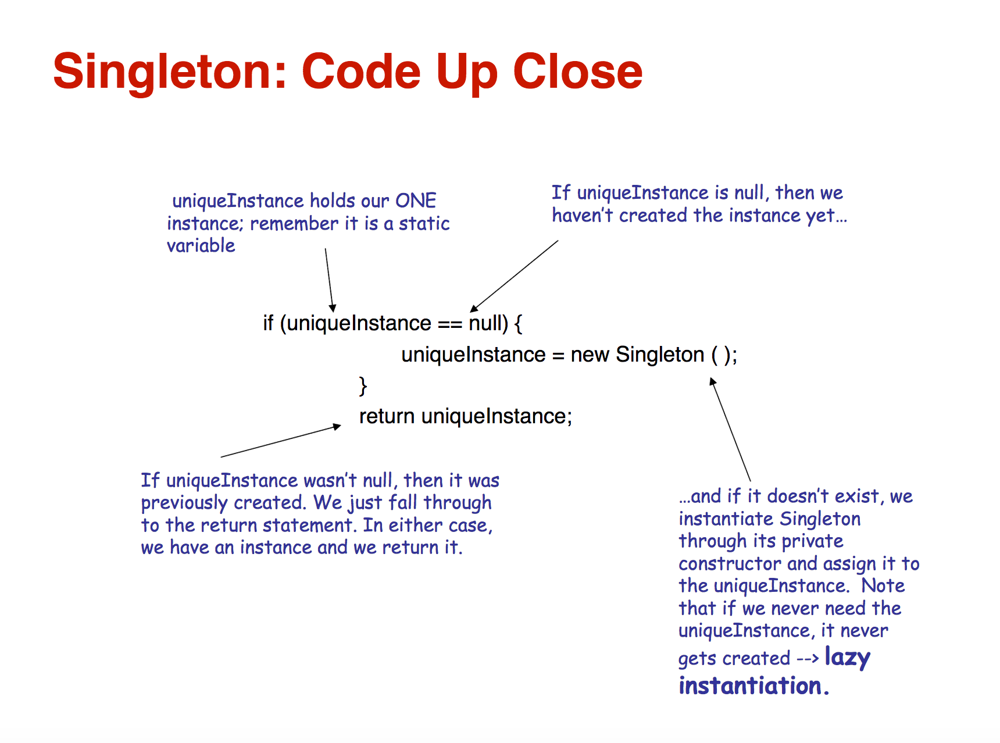 Singleton: Code Up Close
uniqueInstance holds our ONE
instance; remember it is a static
variable
If uniqueInstance is null, then we
haven't created the instance yet...
if (uniqueInstance == null) {
uniqueInstance = new Singleton ( );
}
return uniqueInstance;
If uniqueInstance wasn't null, then it was
previously created. We just fall through
to the return statement. In either case,
we have an instance and we return it.
...and if it doesn't exist, we
instantiate Singleton
through its private
constructor and assign it to
the uniqueInstance.  Note
that if we never need the
uniqueInstance, it never
gets created --> lazy
instantiation.